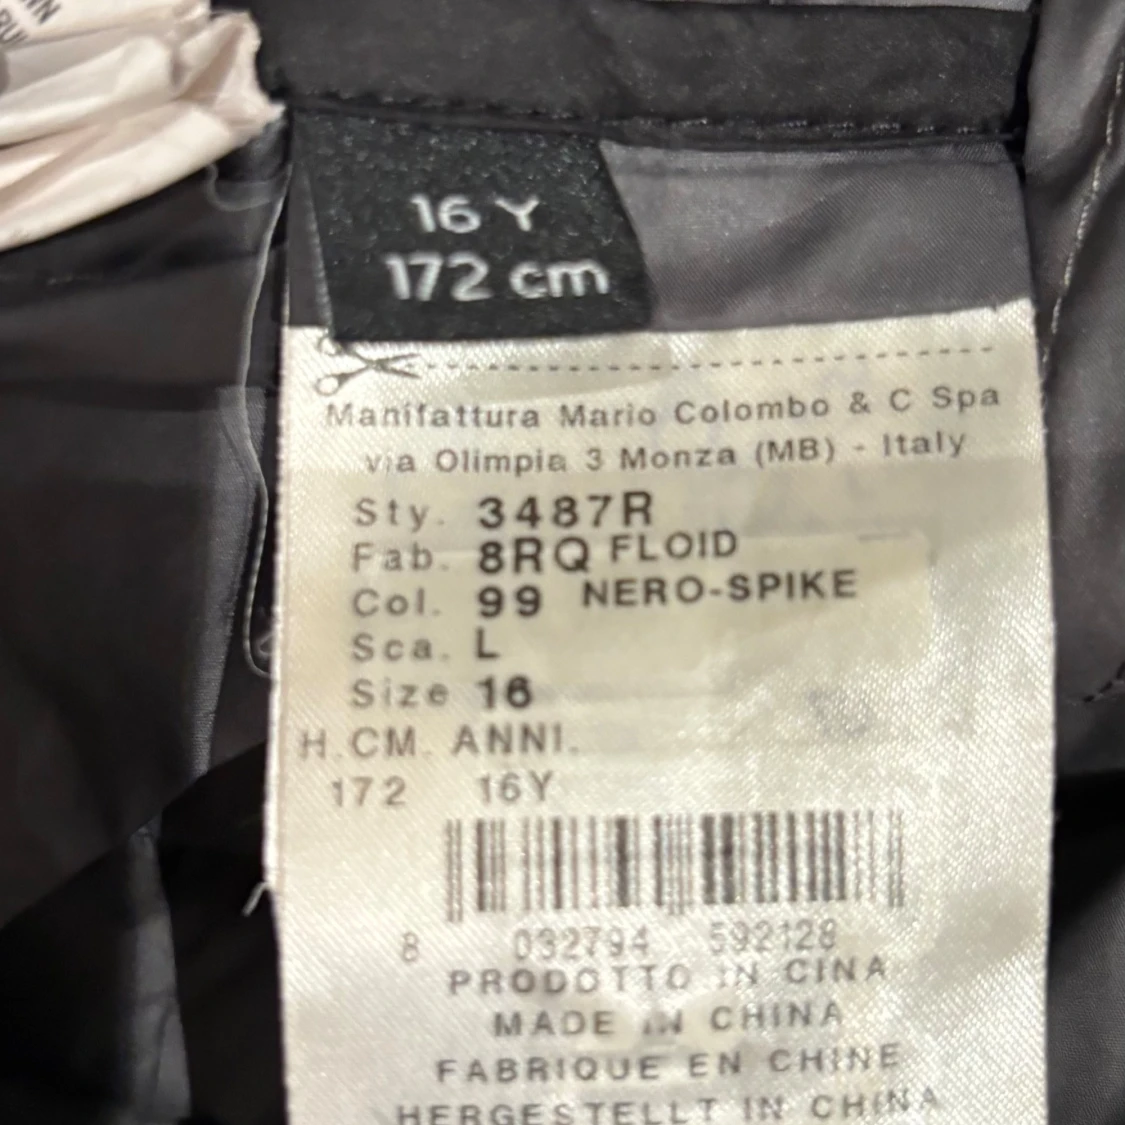 16 Y
172 cm
Manifattura Mario Colombo & C Spa
via Olimpia 3 Monza (MB) - Italy
Sty. 3487R
Fab. 8RQ FLOID
Col. 99 NERO-SPIKE
Sca. L
Size 16
H.CM. ANNI.
172 16Y
8 032794 592128
PRODOTTO IN CINA
MADE IN CHINA
FABRIQUE EN CHINE
HERGESTELLT IN CHINA